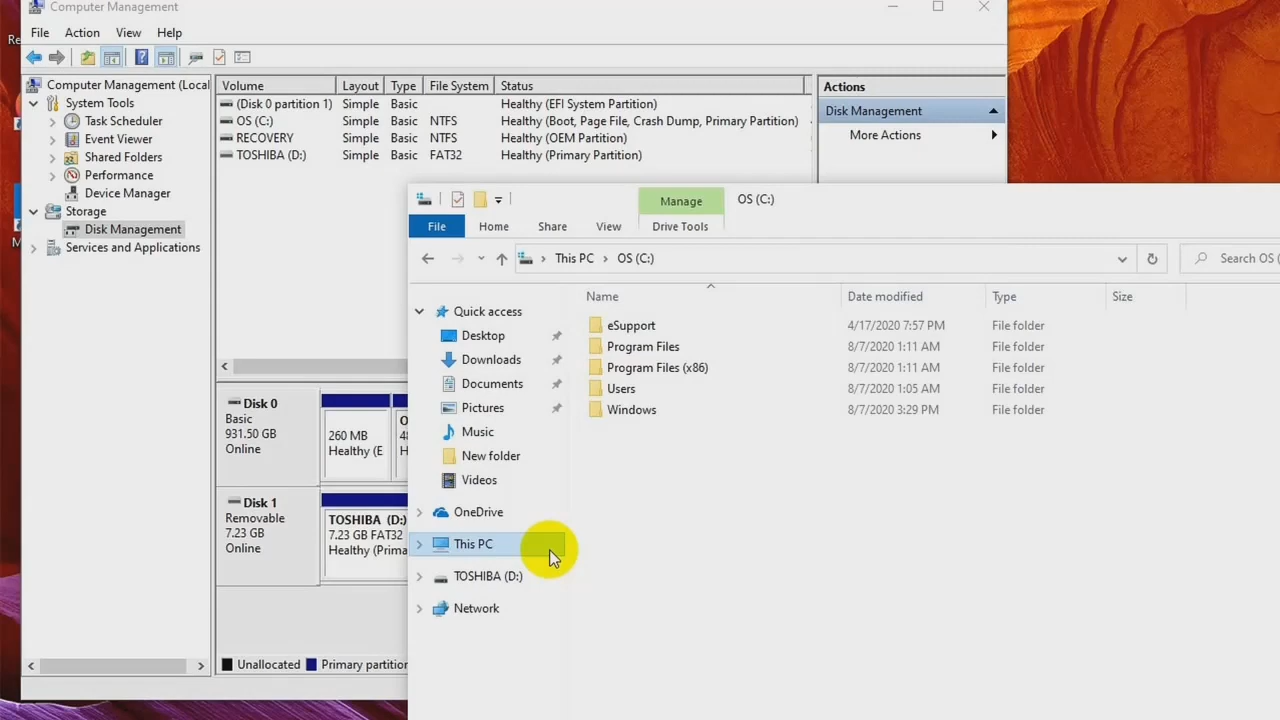 Computer Management
File Action View Help
Computer Management (Local
System Tools
Task Scheduler
Event Viewer
Shared Folders
Performance
Device Manager
Storage
Disk Management
Services and Applications
Volume Layout Type File System Status
(Disk 0 partition 1) Simple Basic Healthy (EFI System Partition)
OS (C:) Simple Basic NTFS Healthy (Boot, Page File, Crash Dump, Primary Partition)
RECOVERY Simple Basic NTFS Healthy (OEM Partition)
TOSHIBA (D:) Simple Basic FAT32 Healthy (Primary Partition)
Actions
Disk Management
More Actions
Disk 0
Basic
931.50 GB
Online
260 MB
Healthy (E
Disk 1
Removable
7.23 GB
Online
TOSHIBA (D:)
7.23 GB FAT32
Healthy (Prima
Unallocated Primary partition
Manage OS (C:)
File Home Share View Drive Tools
This PC OS (C:) Search OS (
Quick access
Desktop
Downloads
Documents
Pictures
Music
New folder
Videos
OneDrive
This PC
TOSHIBA (D:)
Network
Name Date modified Type Size
eSupport 4/17/2020 7:57 PM File folder
Program Files 8/7/2020 1:11 AM File folder
Program Files (x86) 8/7/2020 1:11 AM File folder
Users 8/7/2020 1:05 AM File folder
Windows 8/7/2020 3:29 PM File folder